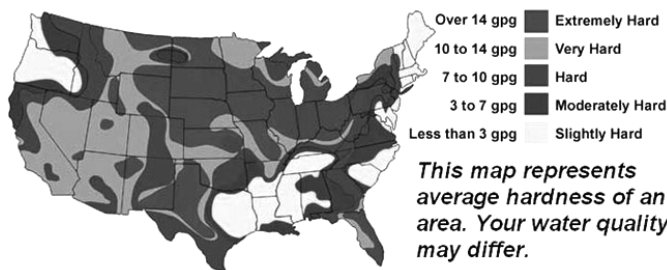 Over 14 gpg Extremely Hard
10 to 14 gpg Very Hard
7 to 10 gpg Hard
3 to 7 gpg Moderately Hard
Less than 3 gpg Slightly Hard
This map represents
average hardness of an
area. Your water quality
may differ.